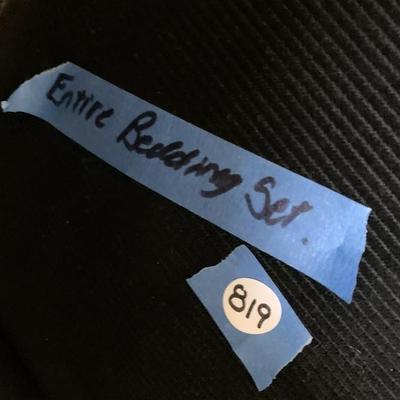 Entire Bedding Set.
819